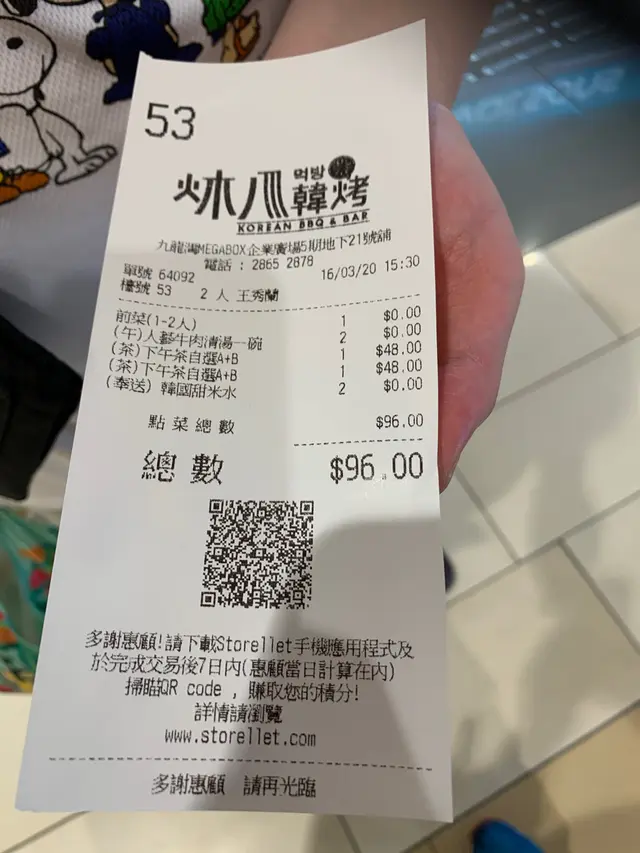 53
炑八韓烤
먹방
KOREAN BBQ & BAR
九龍灣MEGABOX企業廣場5期地下21號舖
電話 : 2865 2878
單號 64092 16/03/20 15:30
檯號 53 2 人 王秀蘭
前菜(1-2人) 1 $0.00
(午)人蔘牛肉清湯一碗 2 $0.00
(茶)下午茶自選A+B 1 $48.00
(茶)下午茶自選A+B 1 $48.00
(奉送) 韓國甜米水 2 $0.00
點菜總數 $96.00
總數 $96.00
多謝惠顧!請下載Storellet手機應用程式及
於完成交易後7日內(惠顧當日計算在內)
掃瞄QR code , 賺取您的積分!
詳情請瀏覽
www.storellet.com
多謝惠顧 請再光臨